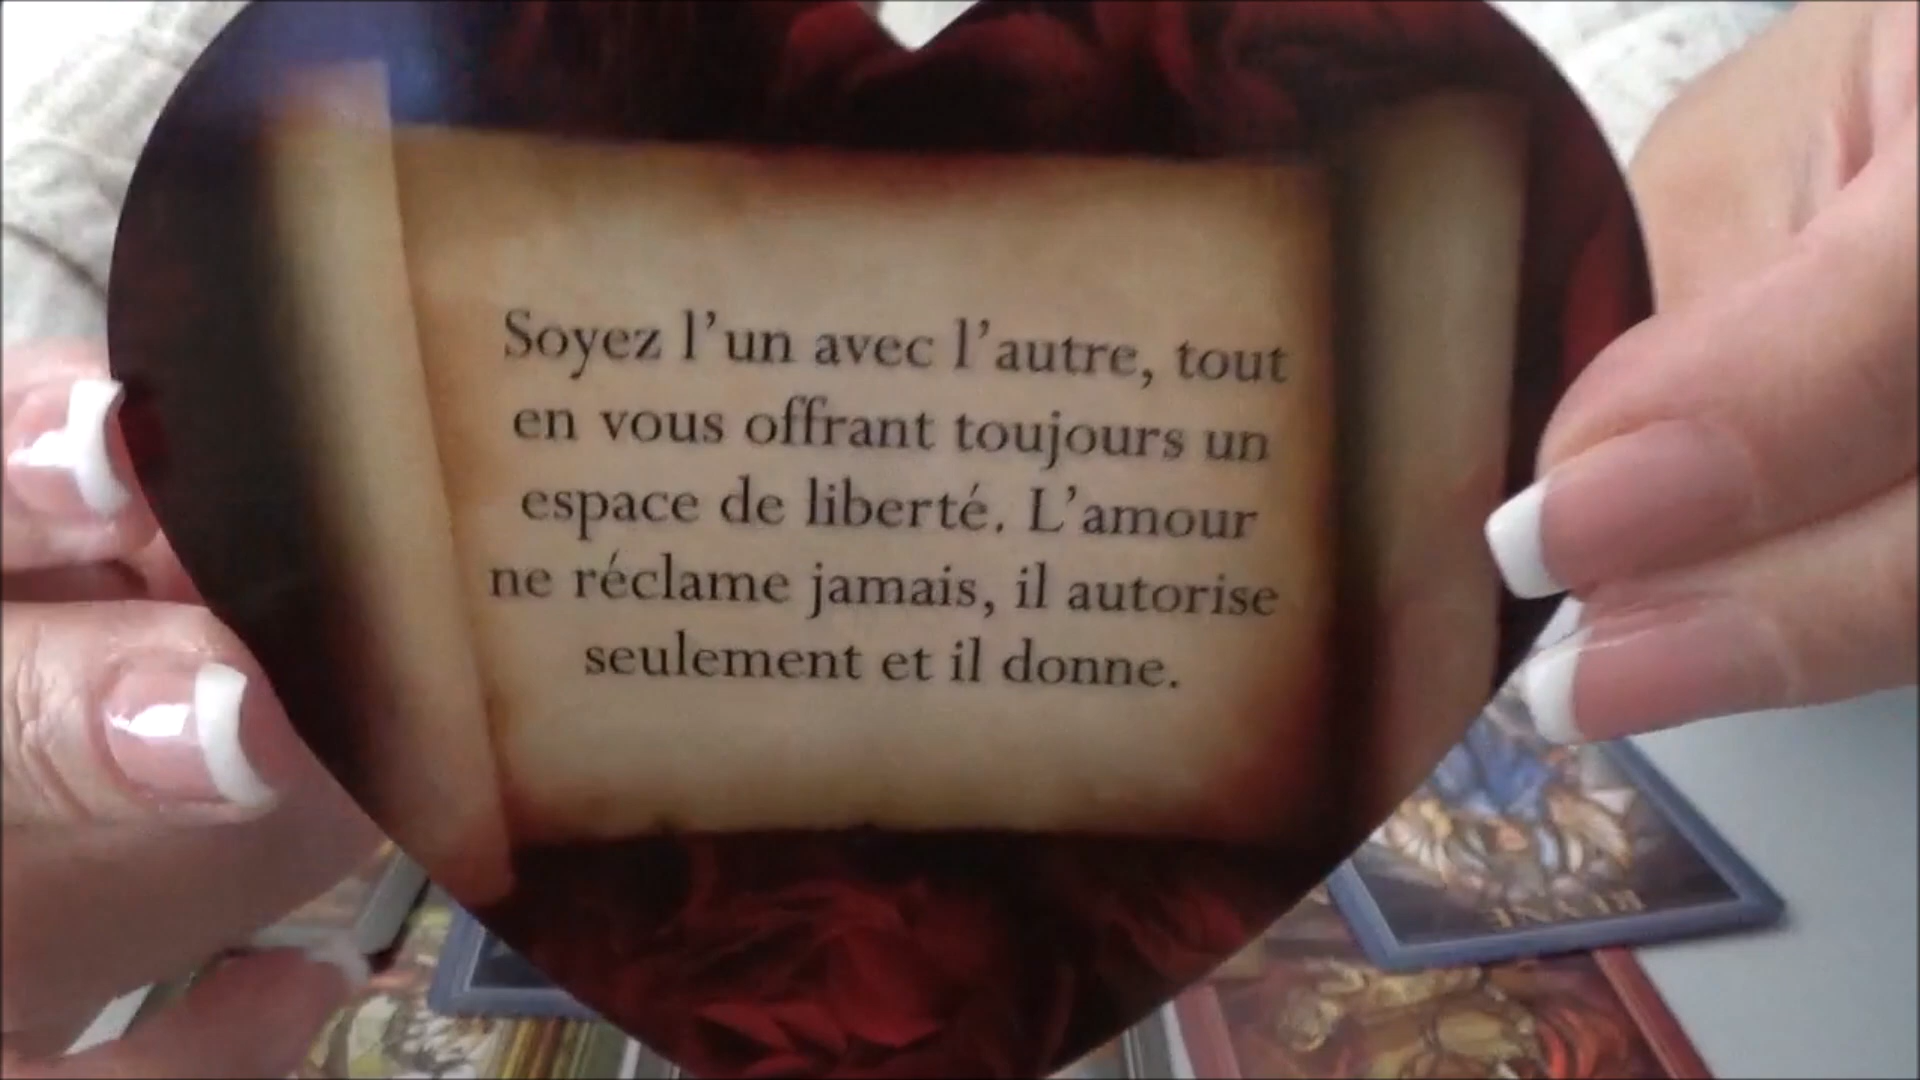 Soyez l'un avec l'autre, tout
en vous offrant toujours un
espace de liberté. L'amour
ne réclame jamais, il autorise
seulement et il donne.
REYNE